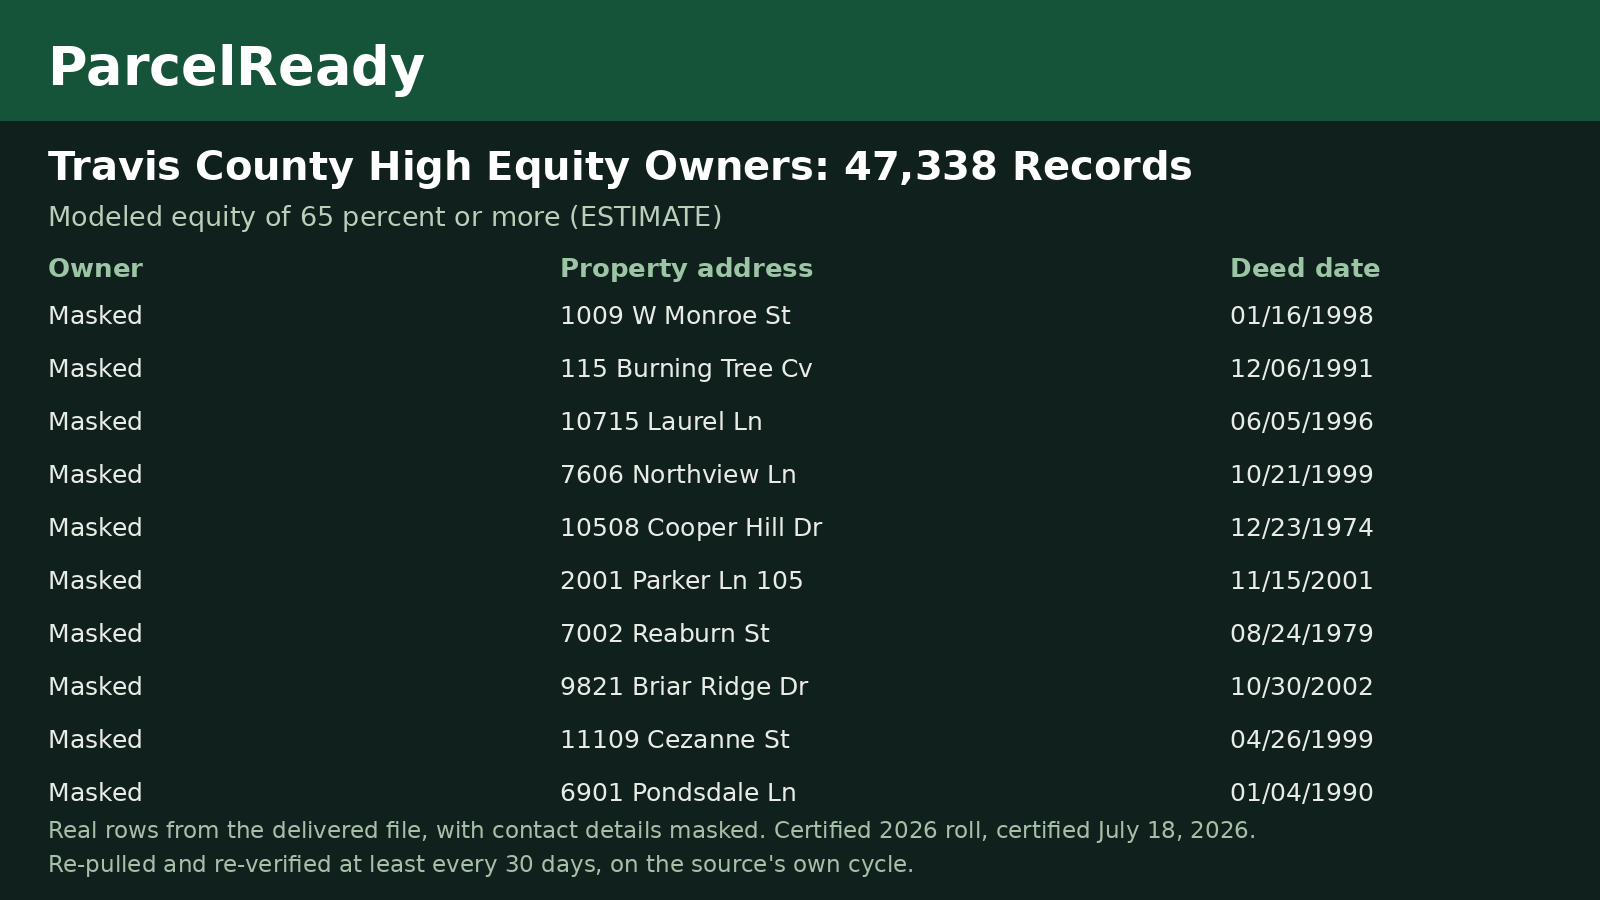 ParcelReady
Travis County High Equity Owners: 47,338 Records
Modeled equity of 65 percent or more (ESTIMATE)
Owner Property address Deed date
Masked 1009 W Monroe St 01/16/1998
Masked 115 Burning Tree Cv 12/06/1991
Masked 10715 Laurel Ln 06/05/1996
Masked 7606 Northview Ln 10/21/1999
Masked 10508 Cooper Hill Dr 12/23/1974
Masked 2001 Parker Ln 105 11/15/2001
Masked 7002 Reaburn St 08/24/1979
Masked 9821 Briar Ridge Dr 10/30/2002
Masked 11109 Cezanne St 04/26/1999
Masked 6901 Pondsdale Ln 01/04/1990
Real rows from the delivered file, with contact details masked. Certified 2026 roll, certified July 18, 2026.
Re-pulled and re-verified at least every 30 days, on the source's own cycle.